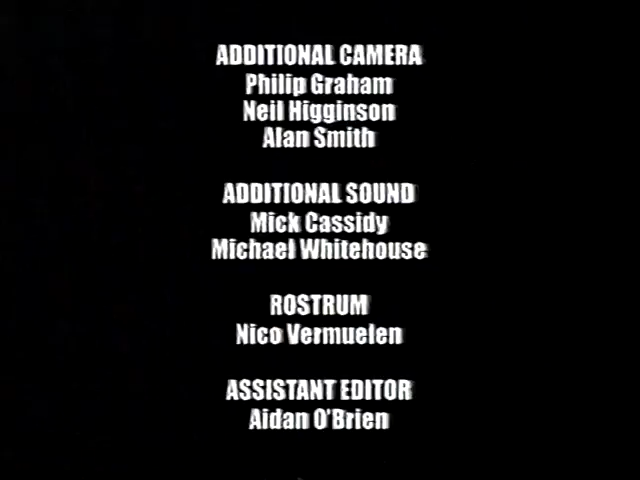 ADDITIONAL CAMERA
Philip Graham
Neil Higginson
Alan Smith
ADDITIONAL SOUND
Mick Cassidy
Michael Whitehouse
ROSTRUM
Nico Vermuelen
ASSISTANT EDITOR
Aidan O'Brien